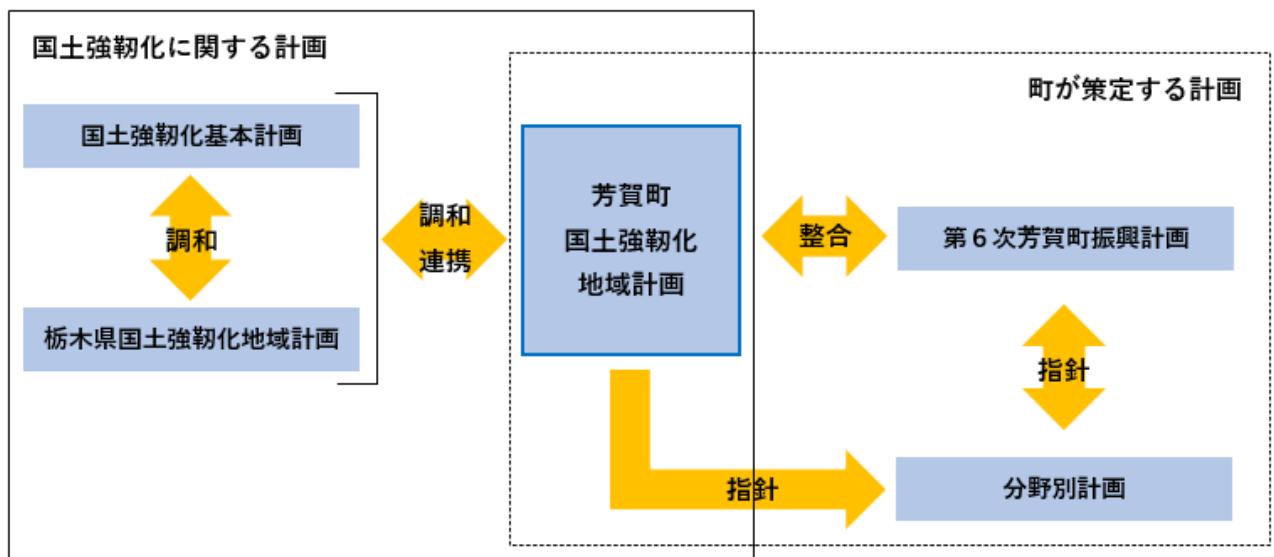 国土強靭化に関する計画
町が策定する計画
国土強靭化基本計画
調和
栃木県国土強靭化地域計画
調和
連携
芳賀町
国土強靭化
地域計画
整合
第６次芳賀町振興計画
指針
指針
分野別計画